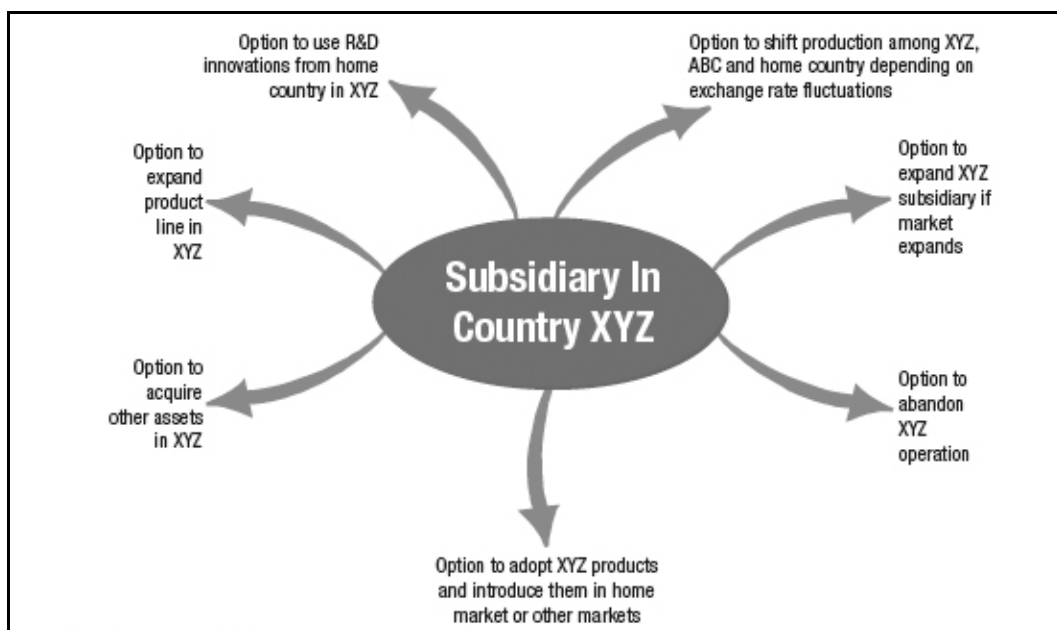 Option to use R&D
innovations from home
country in XYZ
Option to shift production among XYZ,
ABC and home country depending on
exchange rate fluctuations
Option to
expand
product
line in
XYZ
Option to
expand XYZ
subsidiary if
market
expands
Subsidiary In
Country XYZ
Option to
acquire
other assets
in XYZ
Option to
abandon
XYZ
operation
Option to adopt XYZ products
and introduce them in home
market or other markets